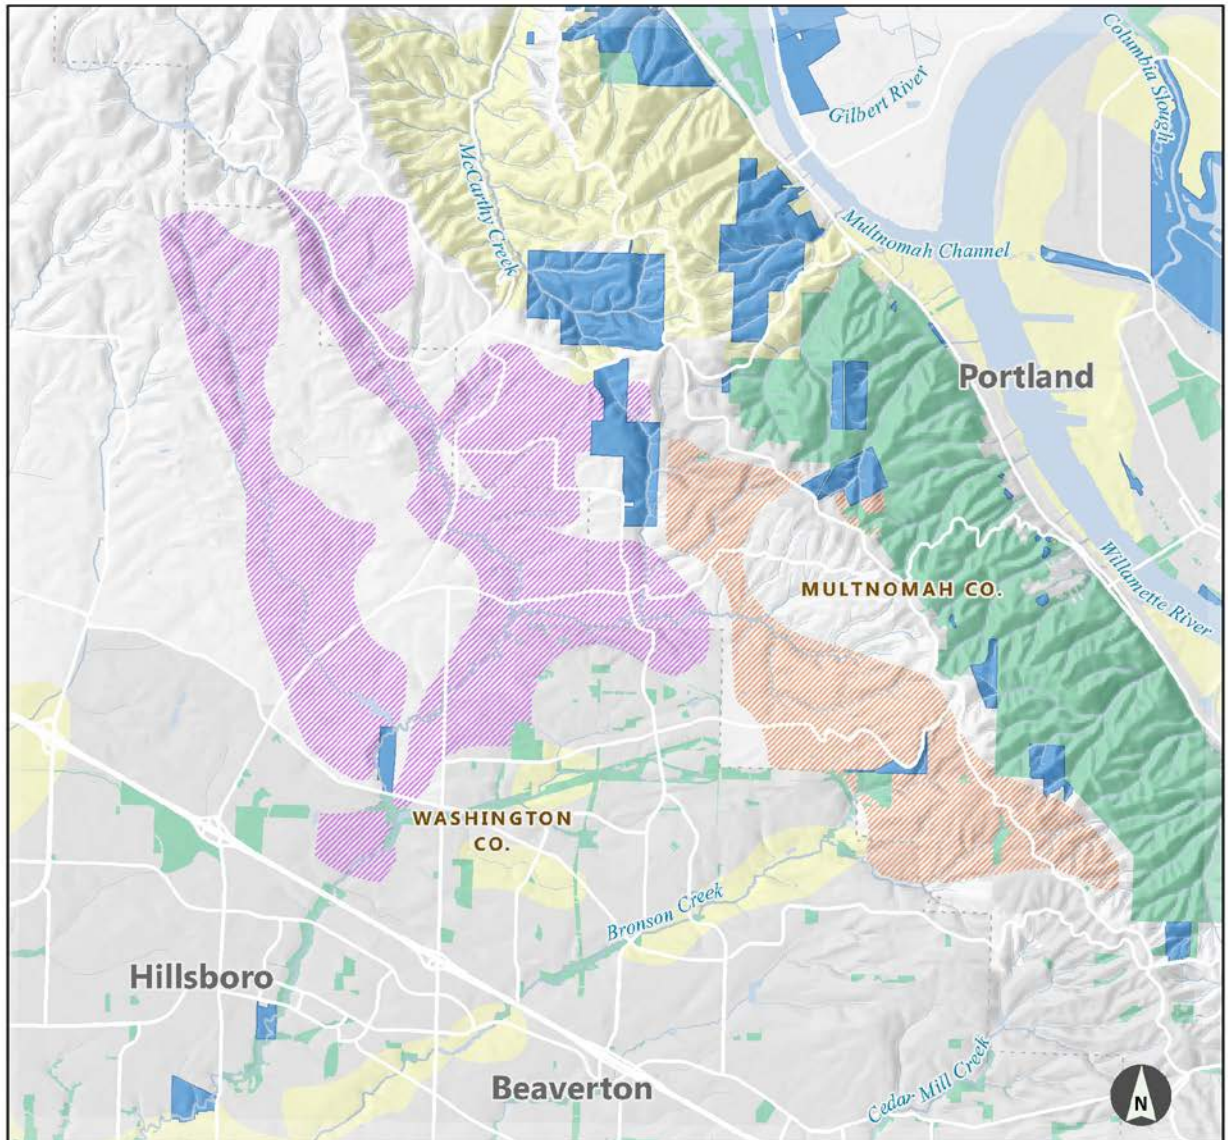 Columbia Slough
Gilbert River
McCarthy Creek
Multnomah Channel
Portland
MULTNOMAH CO.
Willamette River
WASHINGTON
CO.
Bronson Creek
Hillsboro
Beaverton
Cedar Mill Creek
N